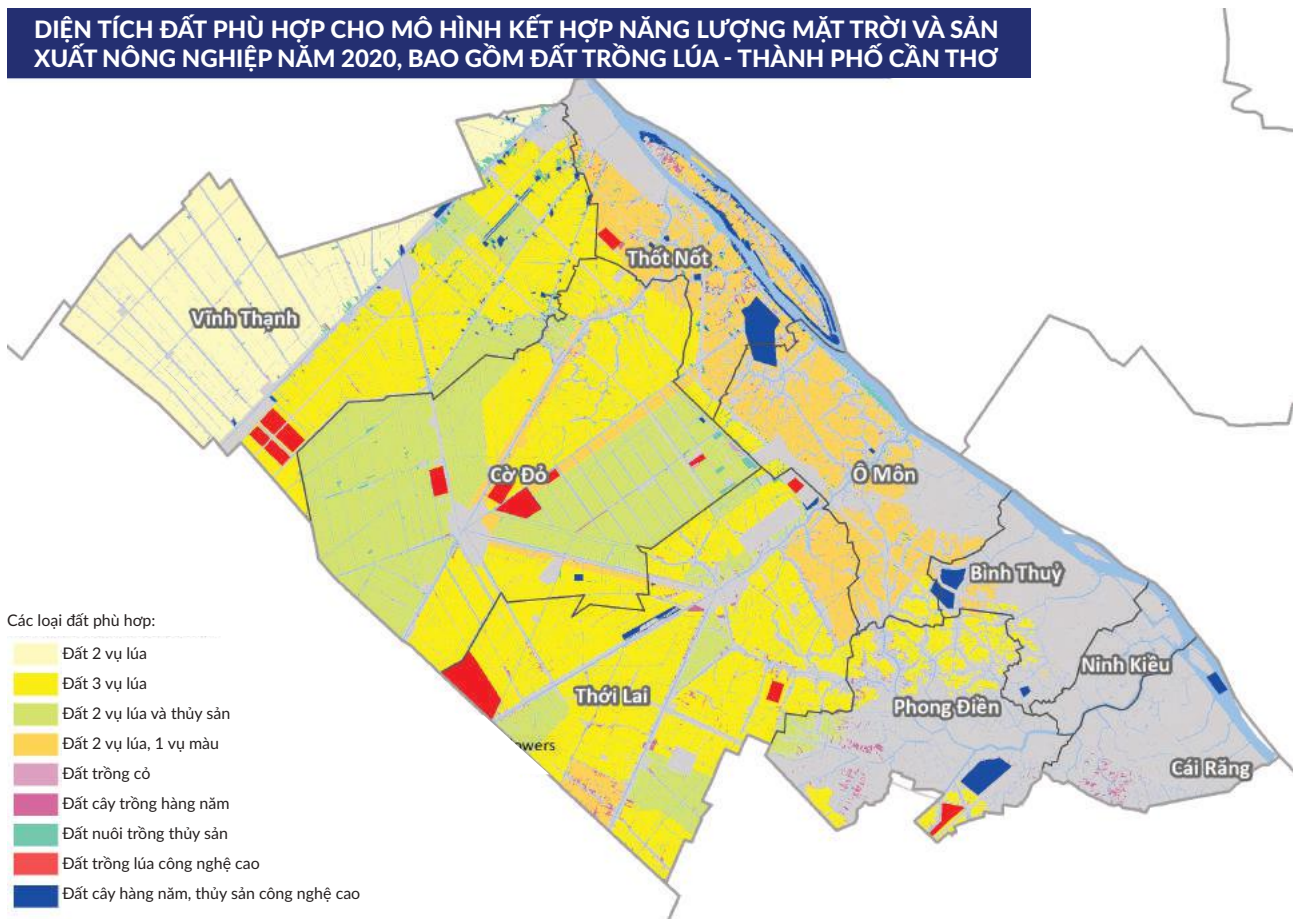 DIỆN TÍCH ĐẤT PHÙ HỢP CHO MÔ HÌNH KẾT HỢP NĂNG LƯỢNG MẶT TRỜI VÀ SẢN
XUẤT NÔNG NGHIỆP NĂM 2020, BAO GỒM ĐẤT TRỒNG LÚA - THÀNH PHỐ CẦN THƠ
Thốt Nốt
Vĩnh Thạnh
Cờ Đỏ
Ô Môn
Bình Thuỷ
Ninh Kiều
Thới Lai
Phong Điền
owers
Cái Răng
Các loại đất phù hợp:
Đất 2 vụ lúa
Đất 3 vụ lúa
Đất 2 vụ lúa và thủy sản
Đất 2 vụ lúa, 1 vụ màu
Đất trồng cỏ
Đất cây trồng hàng năm
Đất nuôi trồng thủy sản
Đất trồng lúa công nghệ cao
Đất cây hàng năm, thủy sản công nghệ cao